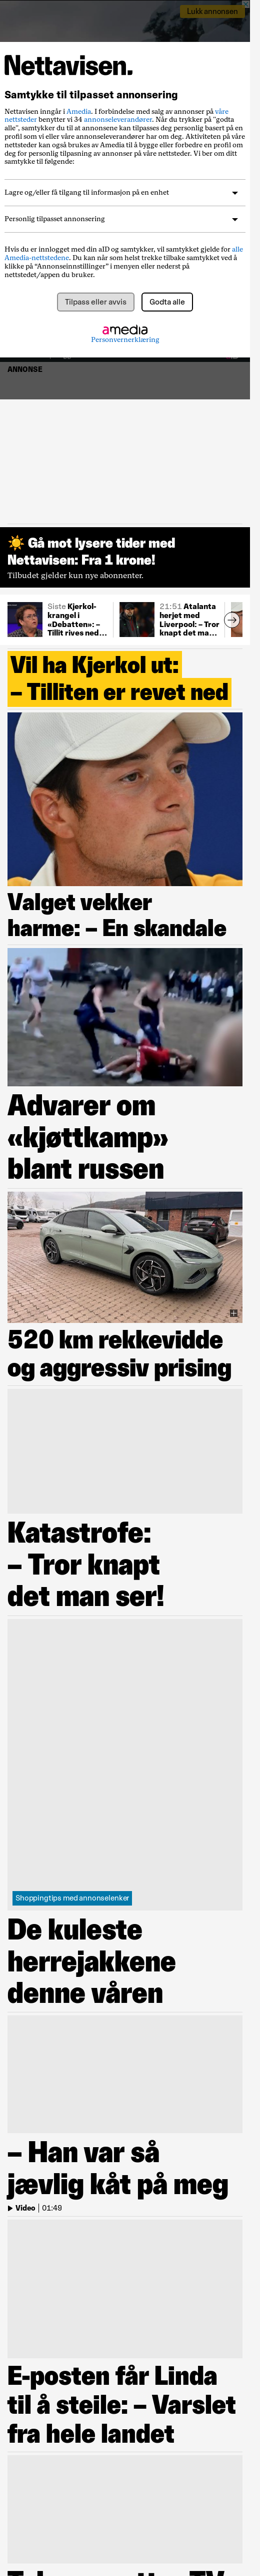 Lukk annonsen
Nettavisen.
Samtykke til tilpasset annonsering
Nettavisen inngår i Amedia. I forbindelse med salg av annonser på våre
nettsteder benytter vi 34 annonseleverandører. Når du trykker på "godta
alle", samtykker du til at annonsene kan tilpasses deg personlig basert på en
profil om vi eller våre annonseleverandører har om deg. Aktiviteten på våre
nettsteder kan også brukes av Amedia til å bygge eller forbedre en profil om
deg for personlig tilpassing av annonser på våre nettsteder. Vi ber om ditt
samtykke til følgende:
Lagre og/eller få tilgang til informasjon på en enhet
Personlig tilpasset annonsering
Hvis du er innlogget med din aID og samtykker, vil samtykket gjelde for alle
Amedia-nettstedene. Du kan når som helst trekke tilbake samtykket ved å
klikke på “Annonseinnstillinger” i menyen eller nederst på
nettstedet/appen du bruker.
Tilpass eller avvis
Godta alle
amedia
Personvernerklæring
ANNONSE
Gå mot lysere tider med
Nettavisen: Fra 1 krone!
Tilbudet gjelder kun nye abonnenter.
Siste Kjerkol-
krangel i
«Debatten»: –
Tillit rives ned…
21:51 Atalanta
herjet med
Liverpool: – Tror
knapt det ma…
Vil ha Kjerkol ut:
– Tilliten er revet ned
Valget vekker
harme: – En skandale
Advarer om
«kjøttkamp»
blant russen
520 km rekkevidde
og aggressiv prising
Katastrofe:
– Tror knapt
det man ser!
Shoppingtips med annonselenker
De kuleste
herrejakkene
denne våren
– Han var så
jævlig kåt på meg
Video | 01:49
E-posten får Linda
til å steile: – Varslet
fra hele landet